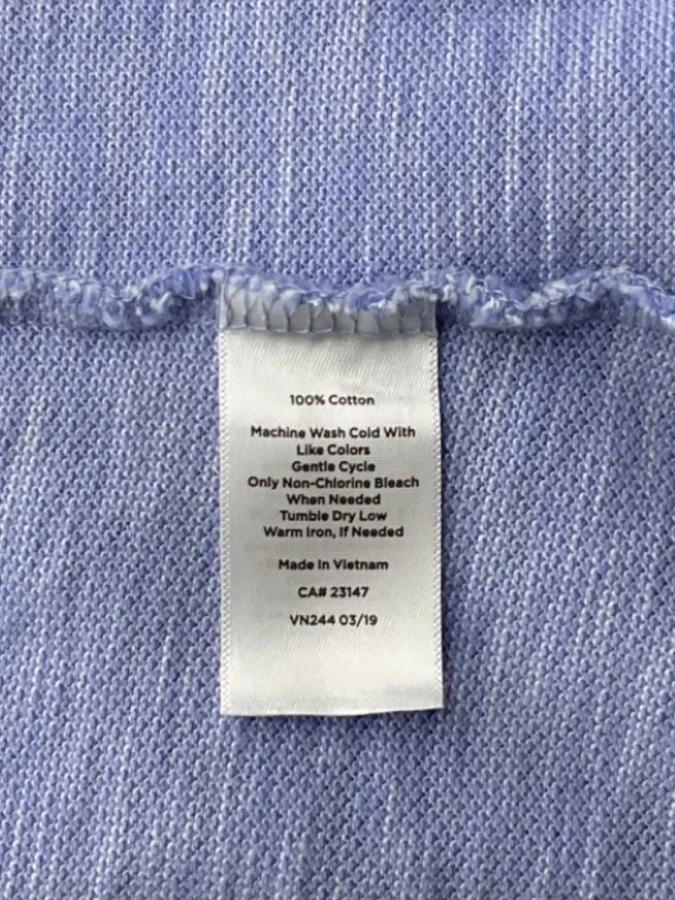 100% Cotton
Machine Wash Cold With
Like Colors
Gentle Cycle
Only Non-Chlorine Bleach
When Needed
Tumble Dry Low
Warm Iron, If Needed
Made In Vietnam
CA# 23147
VN244 03/19